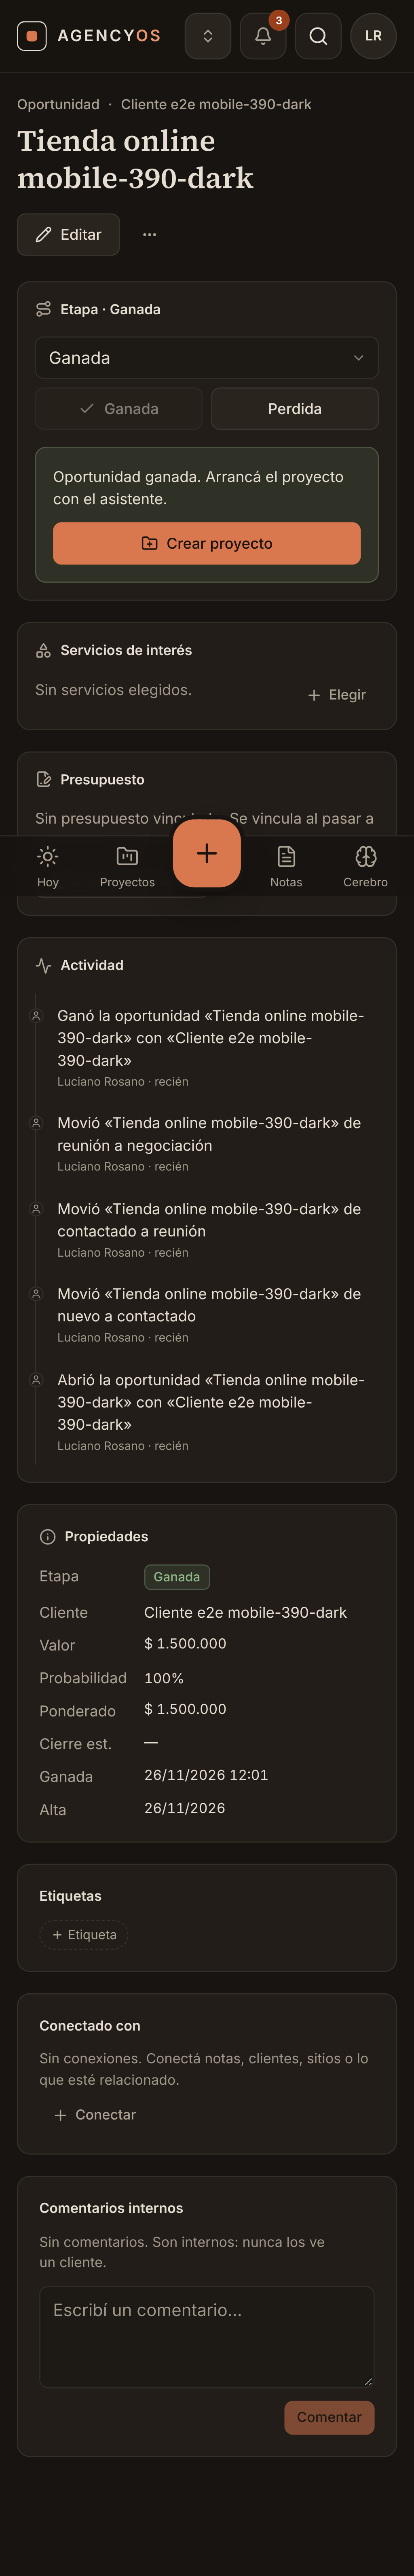 AGENCYOS
3
LR
Oportunidad · Cliente e2e mobile-390-dark
Tienda online
mobile-390-dark
Editar
Etapa · Ganada
Ganada
Ganada
Perdida
Oportunidad ganada. Arrancá el proyecto
con el asistente.
Crear proyecto
Servicios de interés
Sin servicios elegidos.
Elegir
Presupuesto
Sin presupuesto Se vincula al pasar a
Hoy
Proyectos
Notas
Cerebro
Actividad
Ganó la oportunidad «Tienda online mobile-
390-dark» con «Cliente e2e mobile-
390-dark»
Luciano Rosano · recién
Movió «Tienda online mobile-390-dark» de
reunión a negociación
Luciano Rosano · recién
Movió «Tienda online mobile-390-dark» de
contactado a reunión
Luciano Rosano · recién
Movió «Tienda online mobile-390-dark» de
nuevo a contactado
Luciano Rosano · recién
Abrió la oportunidad «Tienda online mobile-
390-dark» con «Cliente e2e mobile-
390-dark»
Luciano Rosano · recién
Propiedades
Etapa Ganada
Cliente Cliente e2e mobile-390-dark
Valor $ 1.500.000
Probabilidad 100%
Ponderado $ 1.500.000
Cierre est. —
Ganada 26/11/2026 12:01
Alta 26/11/2026
Etiquetas
+ Etiqueta
Conectado con
Sin conexiones. Conectá notas, clientes, sitios o lo
que esté relacionado.
+ Conectar
Comentarios internos
Sin comentarios. Son internos: nunca los ve
un cliente.
Escribí un comentario...
Comentar